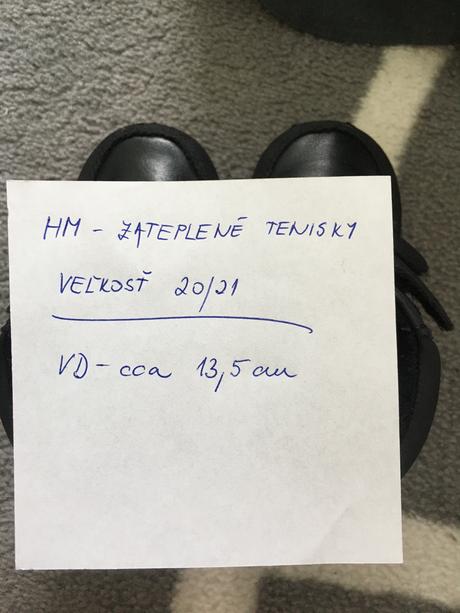 HM - ZATEPLENÉ TENISKY
VEĽKOSŤ 20/21
VD - cca 13,5 cm